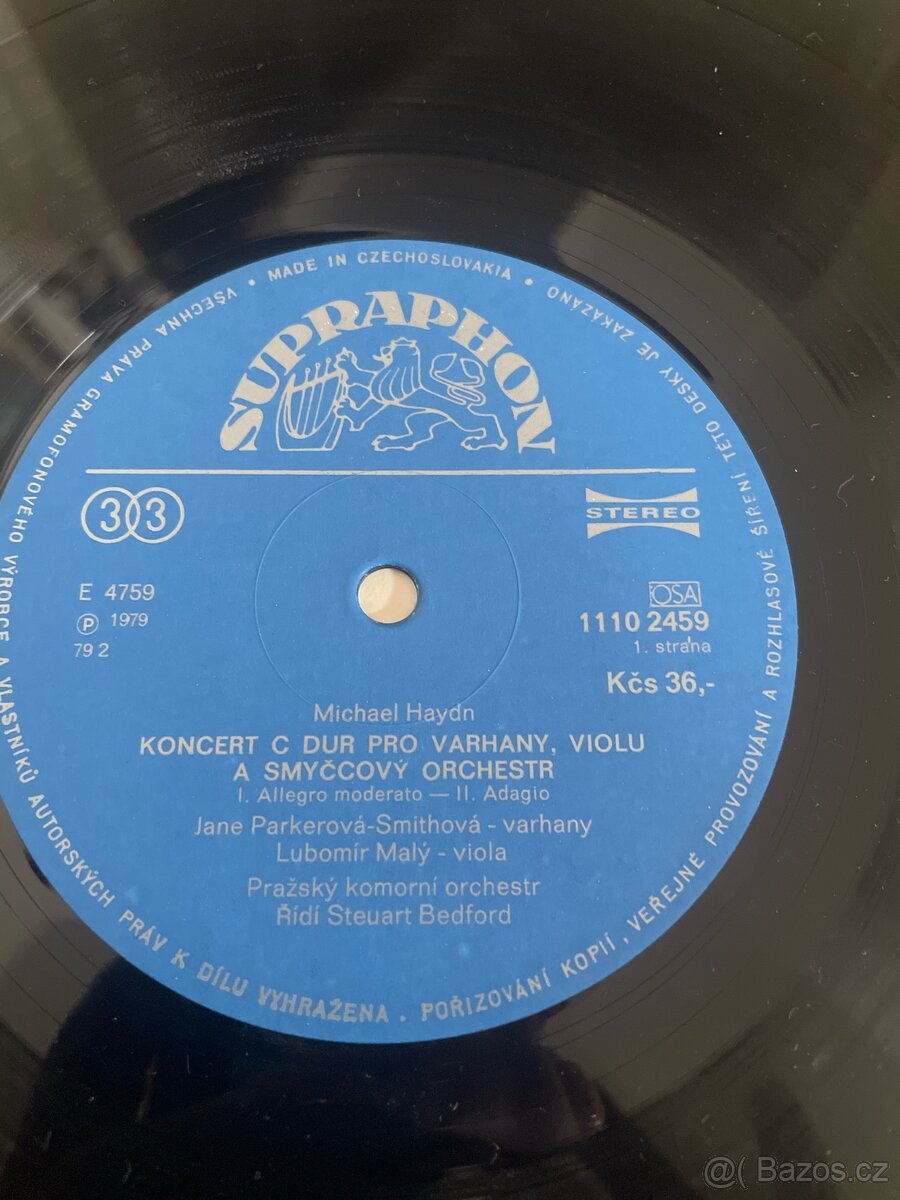 VŠECHNA PRÁVA GRAMOFONOVÉHO VÝROBCE A VLASTNÍKŮ AUTORSKÝCH PRÁV K DÍLU VYHRAŽENA . POŘIZOVÁNÍ KOPIÍ, VEŘEJNÉ PROVOZOVÁNÍ A ROZHLASOVÉ ŠÍŘENÍ TÉTO DESKY JE ZAKÁZÁNO
• MADE IN CZECHOSLOVAKIA •
SUPRAPHON
33
STEREO
E 4759
Ⓟ 1979
79 2
OSA
1110 2459
1. strana
Kčs 36,-
Michael Haydn
KONCERT C DUR PRO VARHANY, VIOLU
A SMYČCOVÝ ORCHESTR
I. Allegro moderato — II. Adagio
Jane Parkerová-Smithová - varhany
Lubomír Malý - viola
Pražský komorní orchestr
Řídí Steuart Bedford
@( Bazos.cz